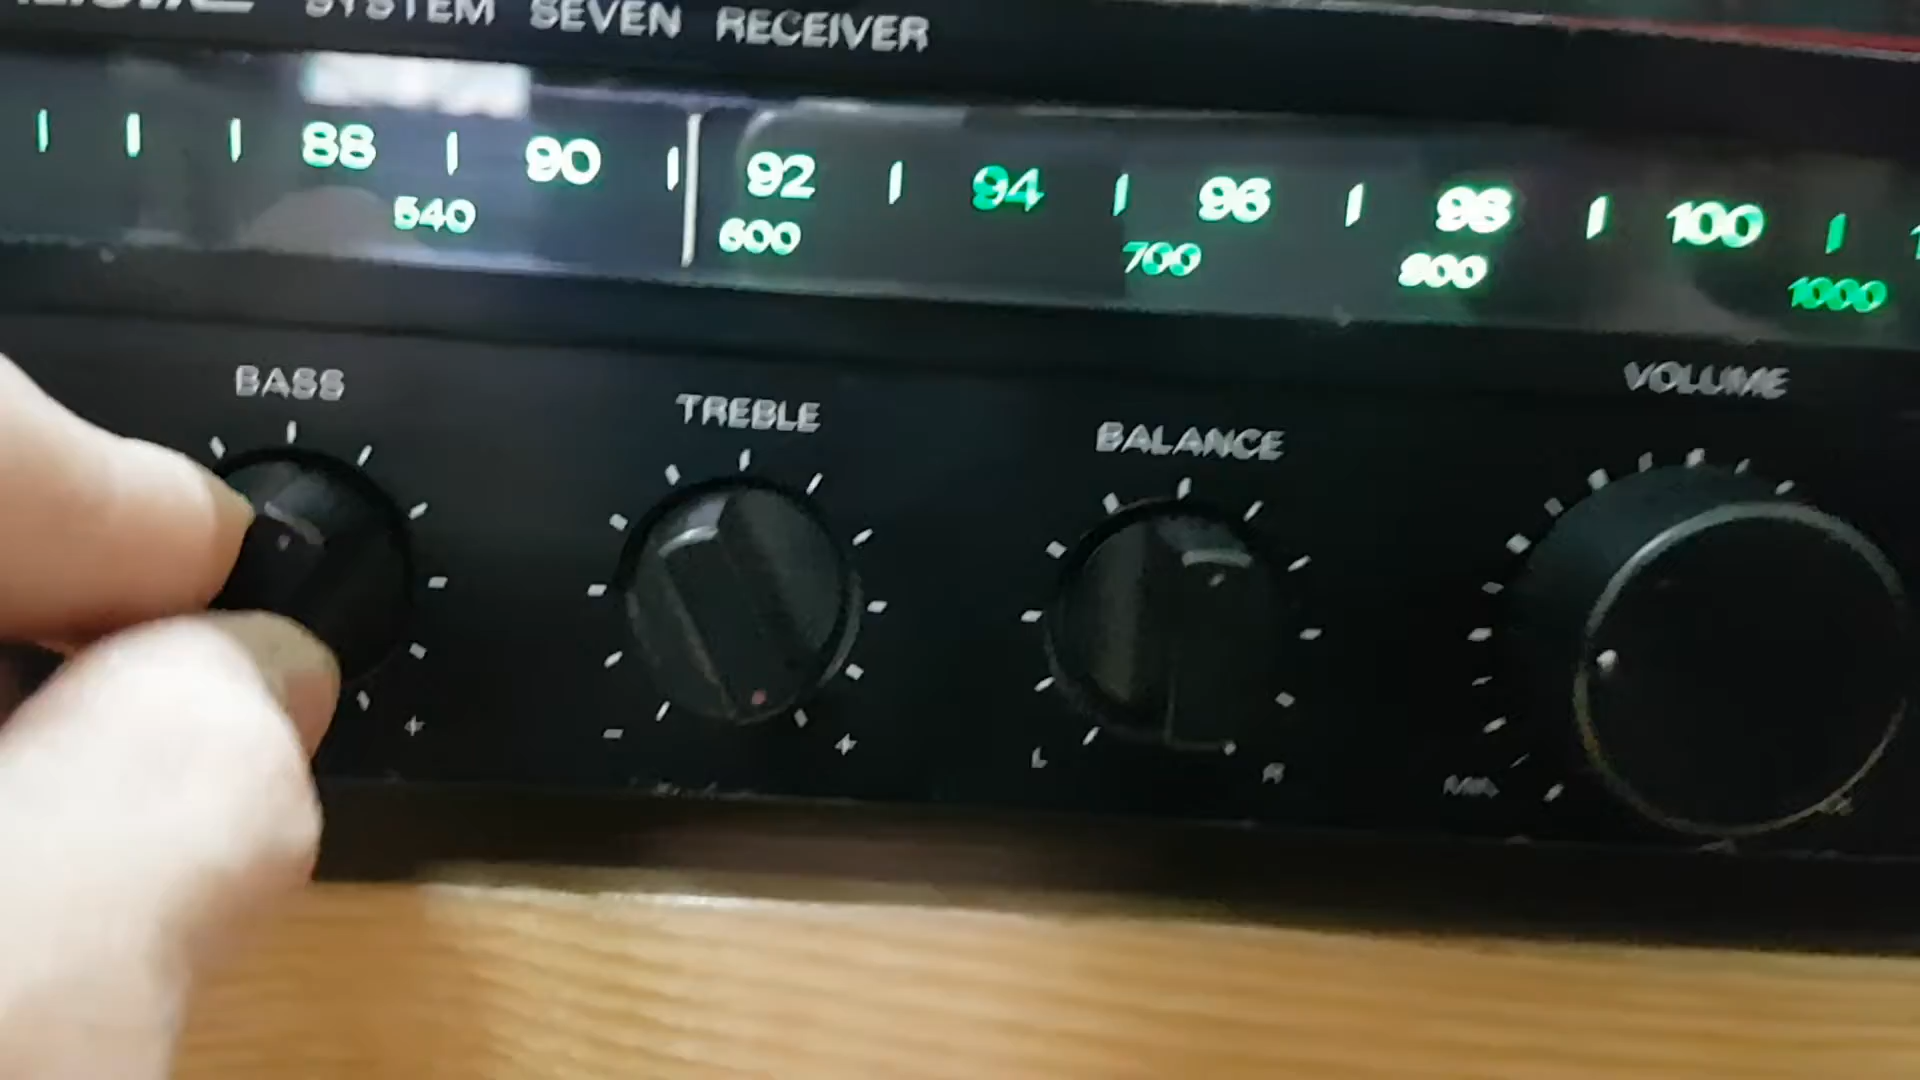 SYSTEM SEVEN RECEIVER
88 90 92 94 96 98 100
540 600 700 800 1000
BASS TREBLE BALANCE VOLUME
+ - + L R MIN